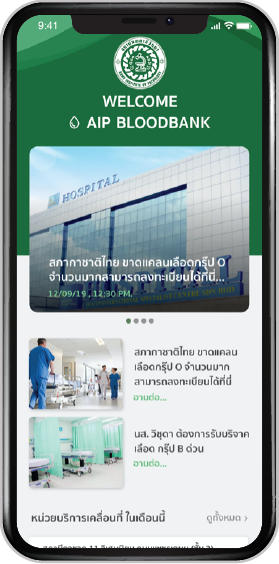 9:41
WELCOME
AIP BLOODBANK
HOSPITAL
สภากาชาติไทย ขาดแคลนเลือดกรุ๊ป O
จำนวนมากสามารถลงทะเบียนได้ที่นี่...
12/09/19 , 12:30 PM.
สภากาชาติไทย ขาดแคลน
เลือดกรุ๊ป O จำนวนมาก
สามารถลงทะเบียนได้ที่นี่
อ่านต่อ...
นส. วิชุดา ต้องการรับบริจาค
เลือด กรุ๊ป B ด่วน
อ่านต่อ...
หน่วยบริการเคลื่อนที่ ในเดือนนี้
ดูทั้งหมด >